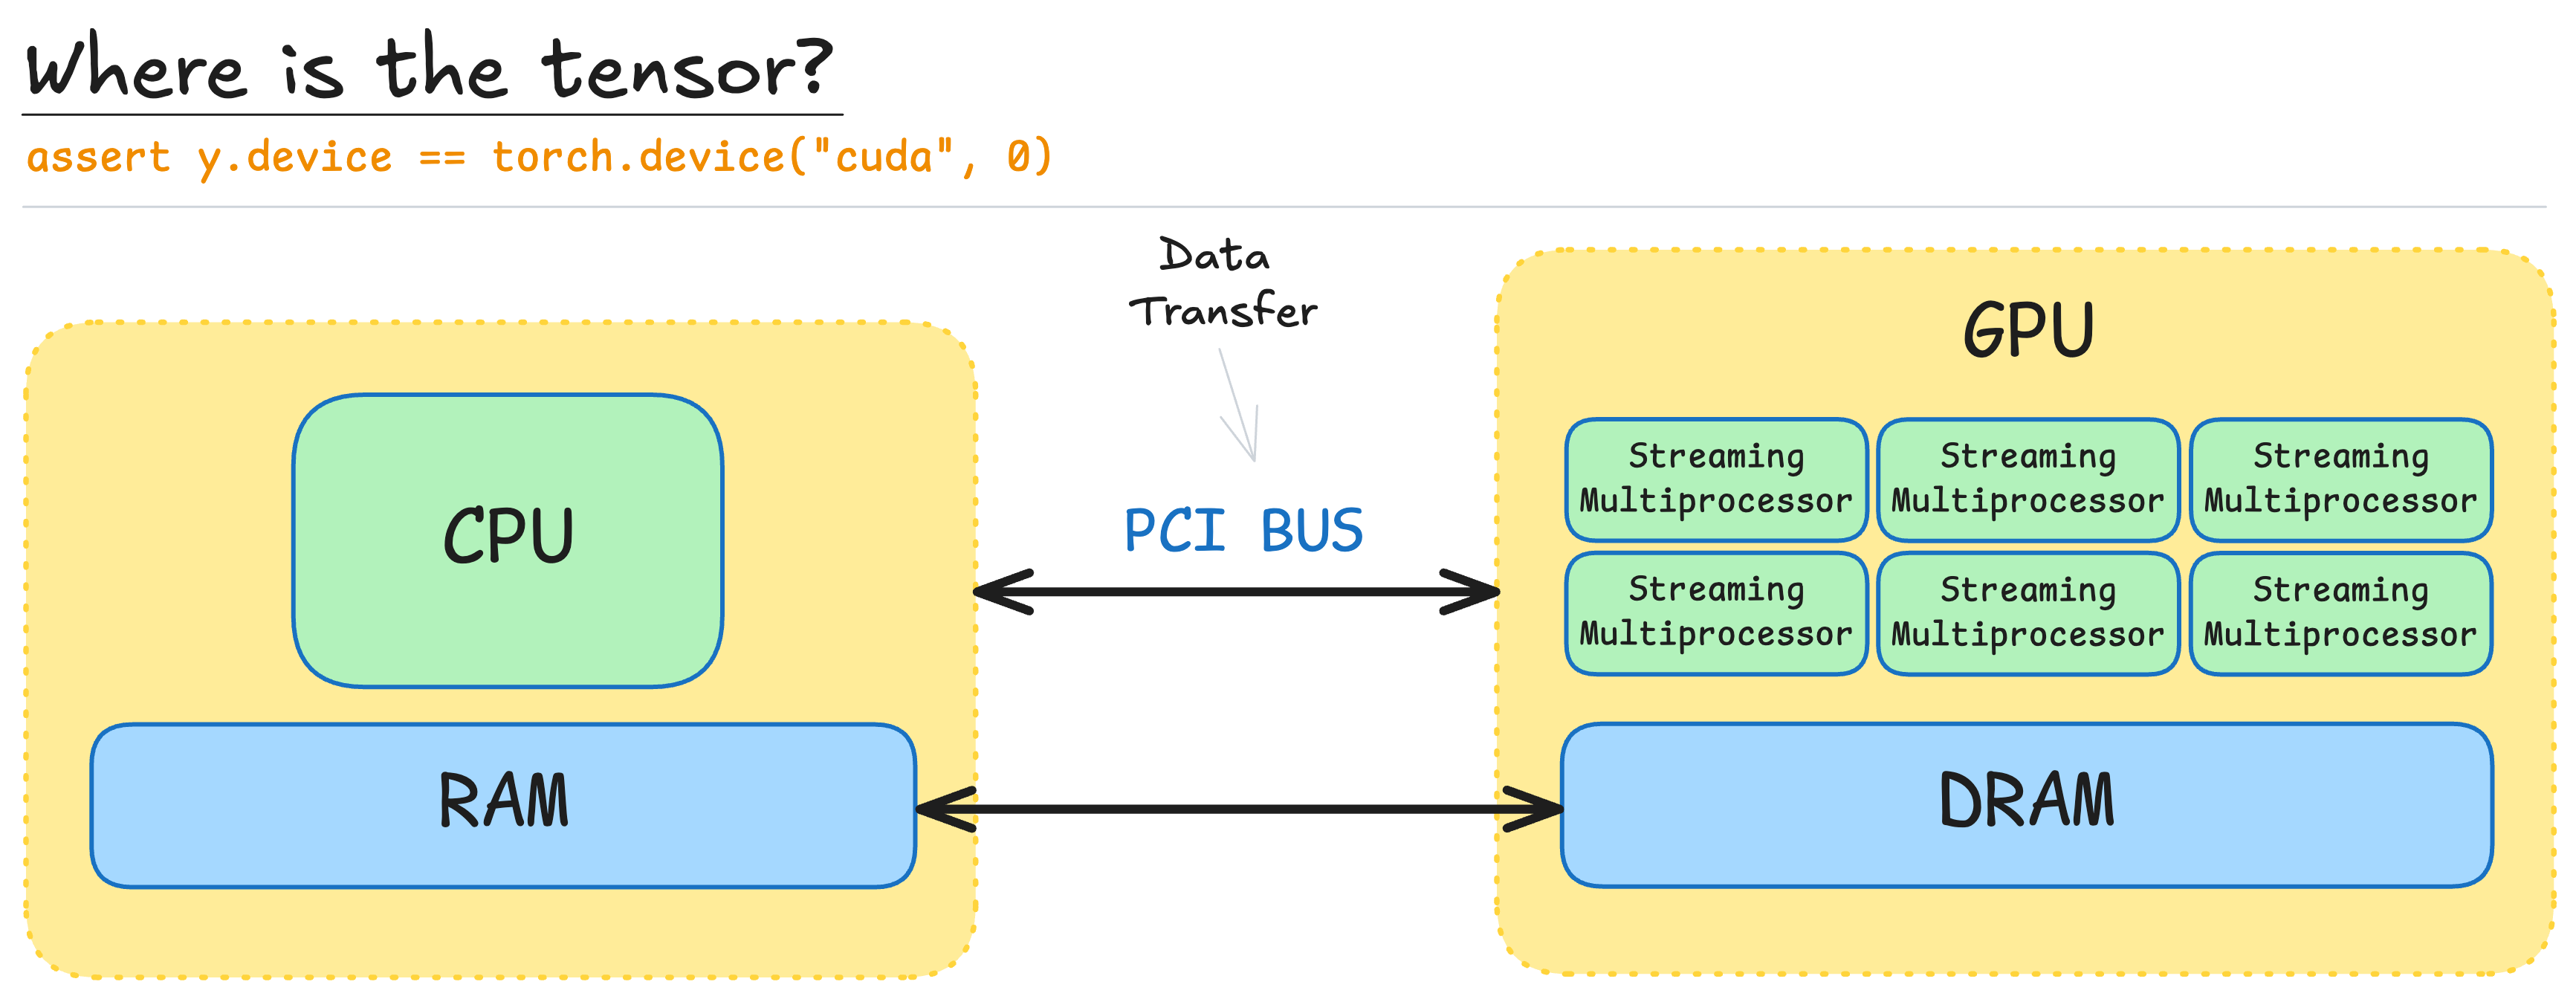 Where is the tensor?
assert y.device == torch.device("cuda", 0)
Data
Transfer
PCI BUS
CPU
RAM
GPU
Streaming
Multiprocessor
Streaming
Multiprocessor
Streaming
Multiprocessor
Streaming
Multiprocessor
Streaming
Multiprocessor
Streaming
Multiprocessor
DRAM